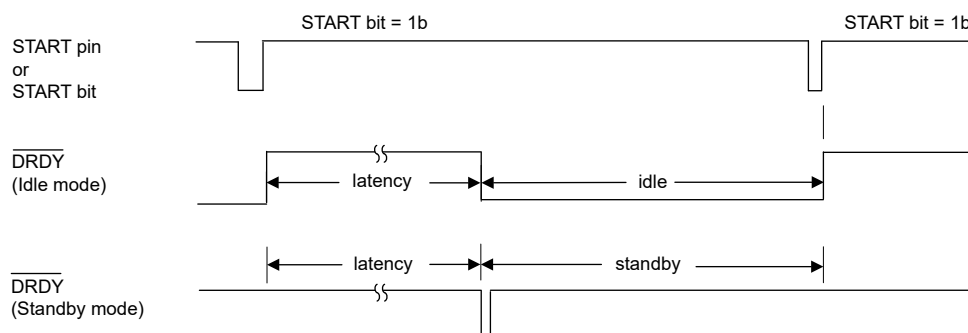 START bit = 1b
START bit = 1b
START pin
or
START bit
DRDY
(Idle mode)
latency
idle
DRDY
(Standby mode)
latency
standby